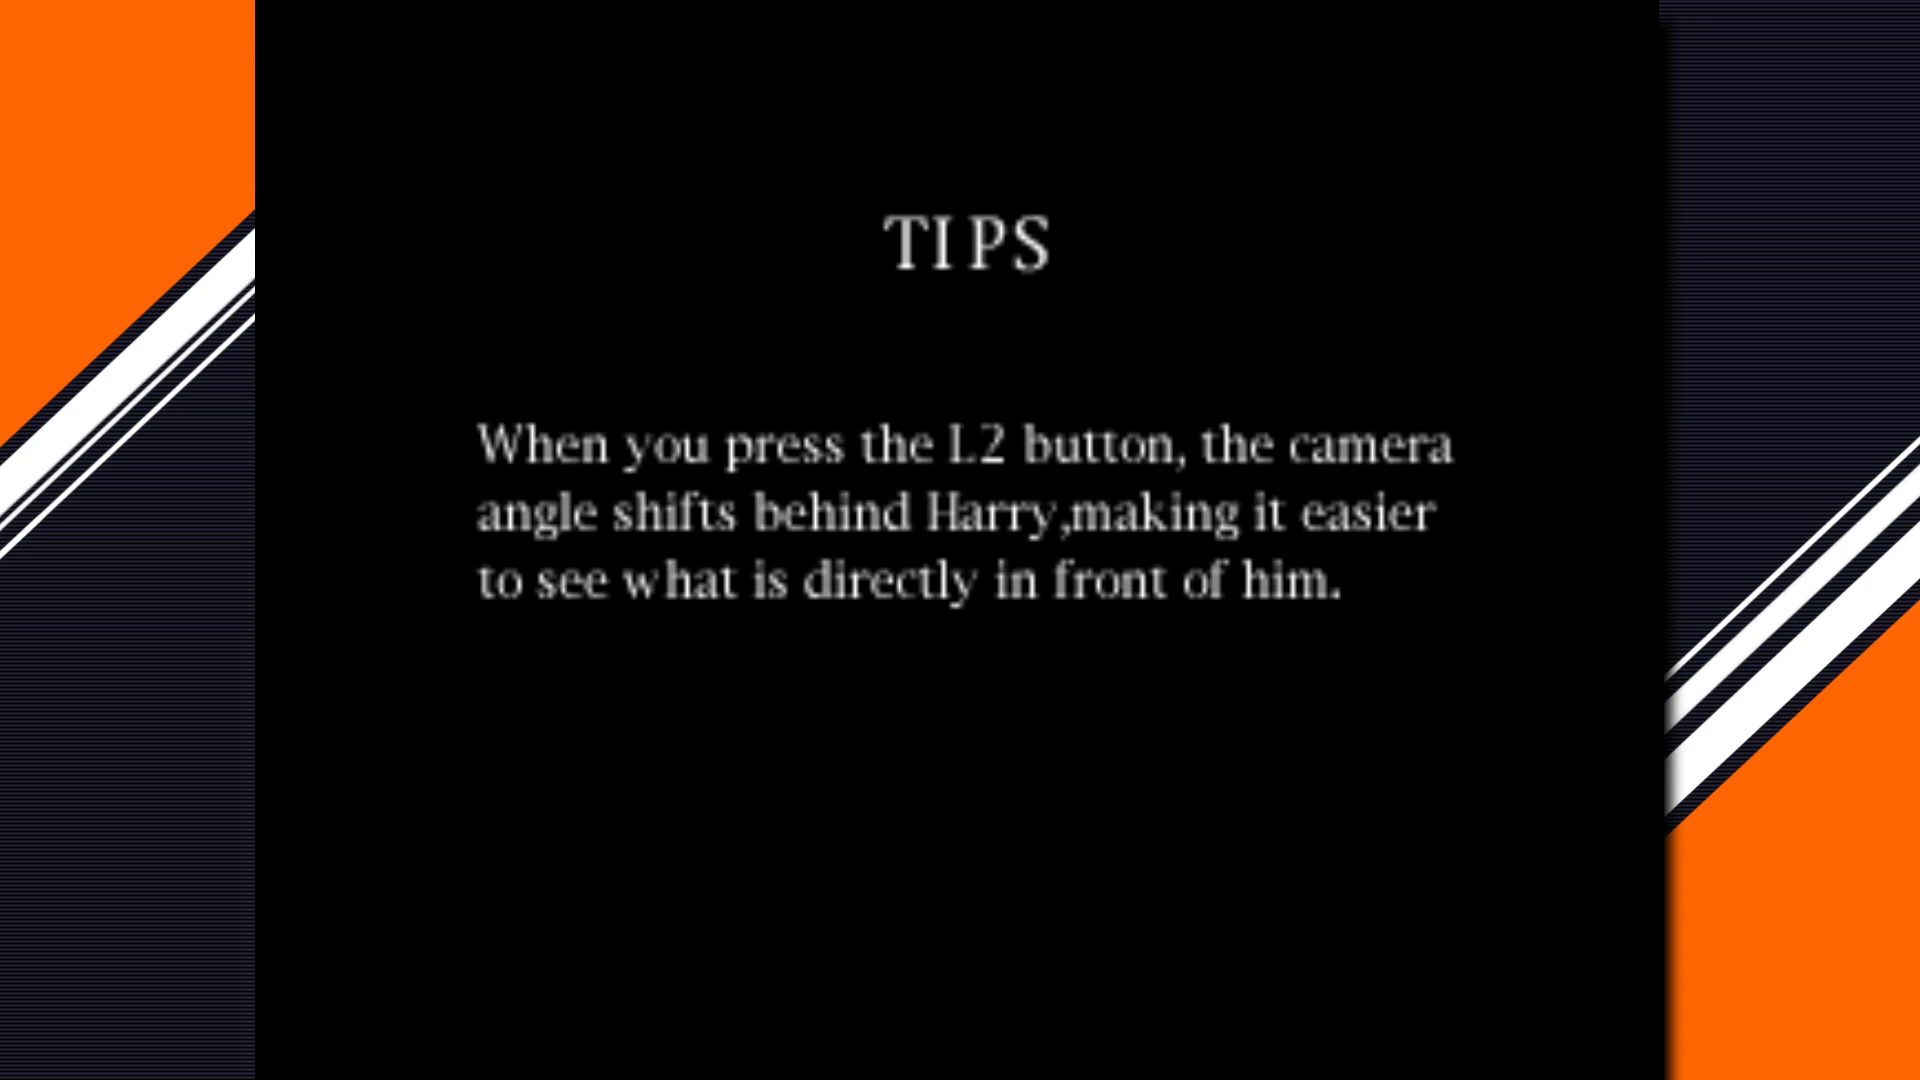 TIPS
When you press the L2 button, the camera
angle shifts behind Harry,making it easier
to see what is directly in front of him.